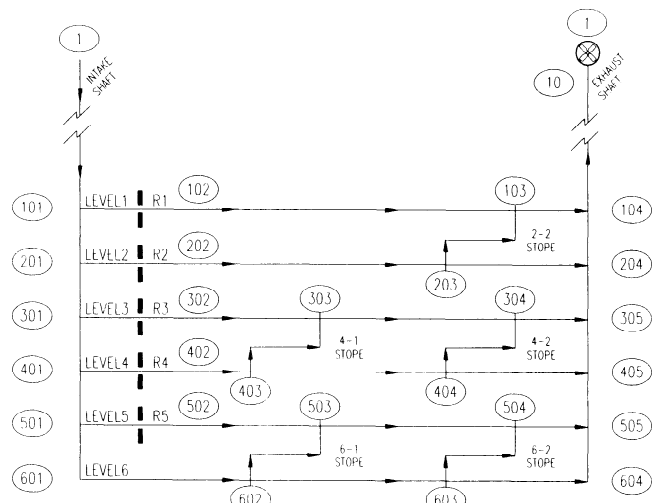 1
1
INTAKE SHAFT
10
EXHAUST SHAFT
101
LEVEL1
R1
102
103
104
2-2 STOPE
201
LEVEL2
R2
202
203
204
301
LEVEL3
R3
302
303
304
305
4-1 STOPE
4-2 STOPE
401
LEVEL4
R4
402
403
404
405
501
LEVEL5
R5
502
503
504
505
6-1 STOPE
6-2 STOPE
601
LEVEL6
602
603
604